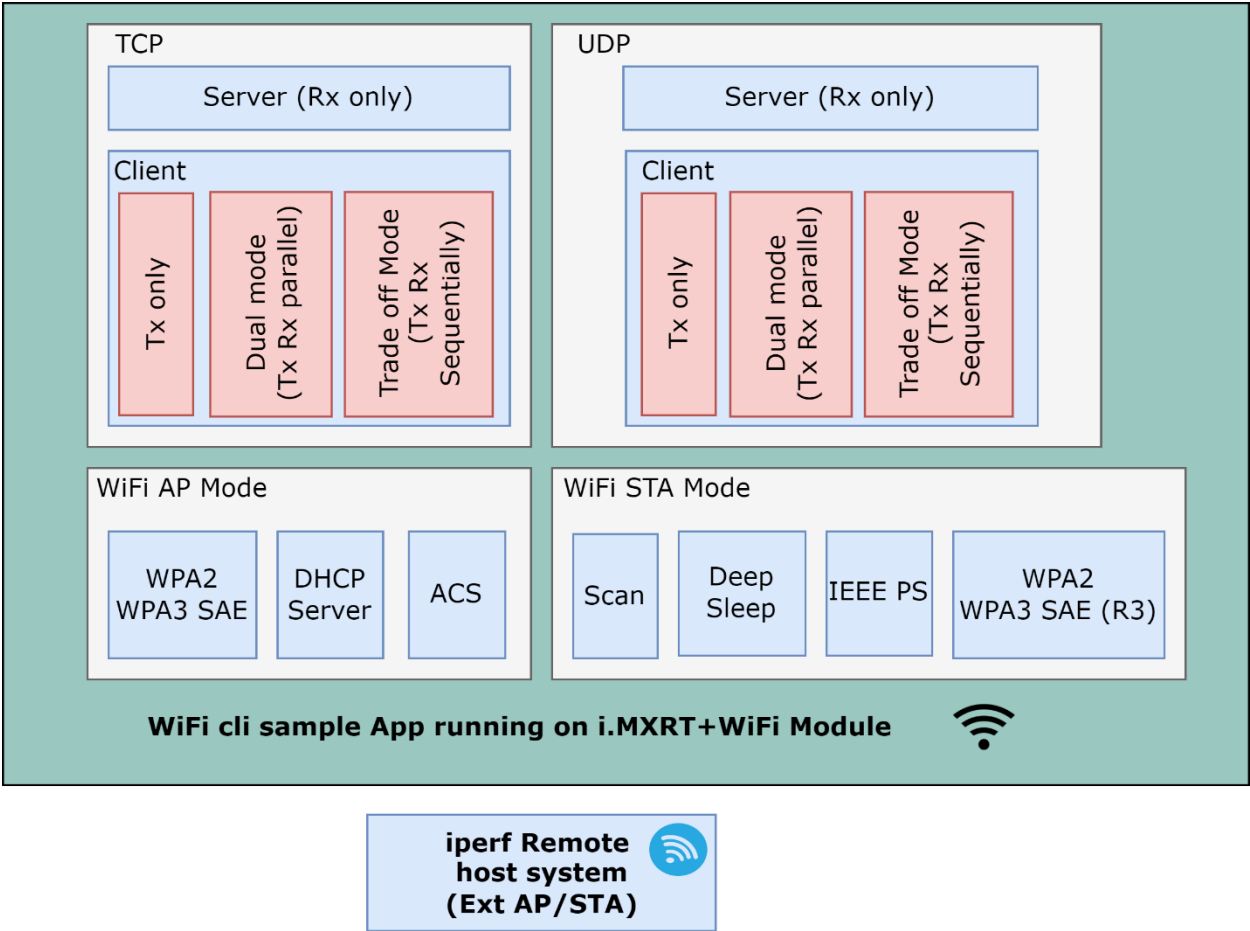 TCP
Server (Rx only)
Client
Tx only
Dual mode
(Tx Rx parallel)
Trade off Mode
(Tx Rx
Sequentially)
UDP
Server (Rx only)
Client
Tx only
Dual mode
(Tx Rx parallel)
Trade off Mode
(Tx Rx
Sequentially)
WiFi AP Mode
WPA2
WPA3 SAE
DHCP
Server
ACS
WiFi STA Mode
Scan
Deep
Sleep
IEEE PS
WPA2
WPA3 SAE (R3)
WiFi cli sample App running on i.MXRT+WiFi Module
iperf Remote
host system
(Ext AP/STA)